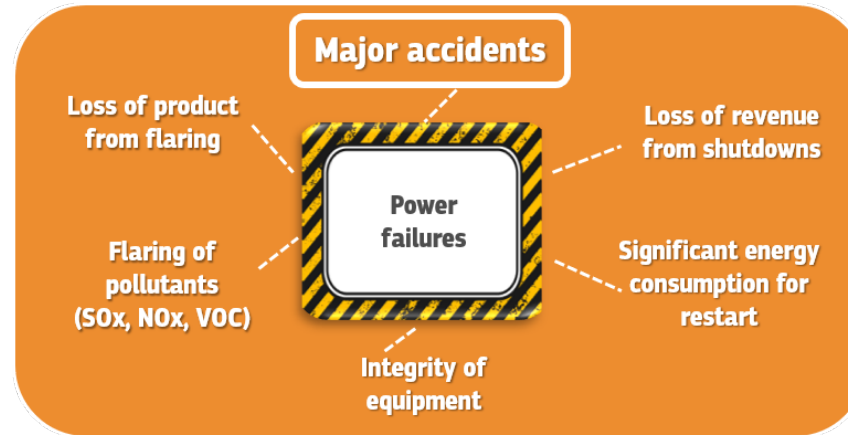 Major accidents
Loss of product
from flaring
Loss of revenue
from shutdowns
Power
failures
Flaring of
pollutants
(SOx, NOx, VOC)
Significant energy
consumption for
restart
Integrity of
equipment